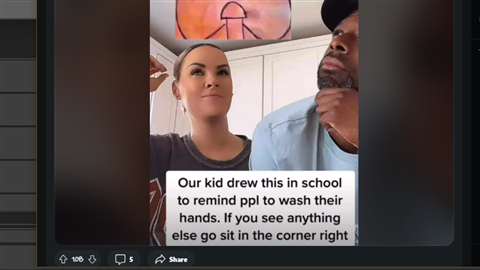 Our kid drew this in school
to remind ppl to wash their
hands. If you see anything
else go sit in the corner right
108
5
Share